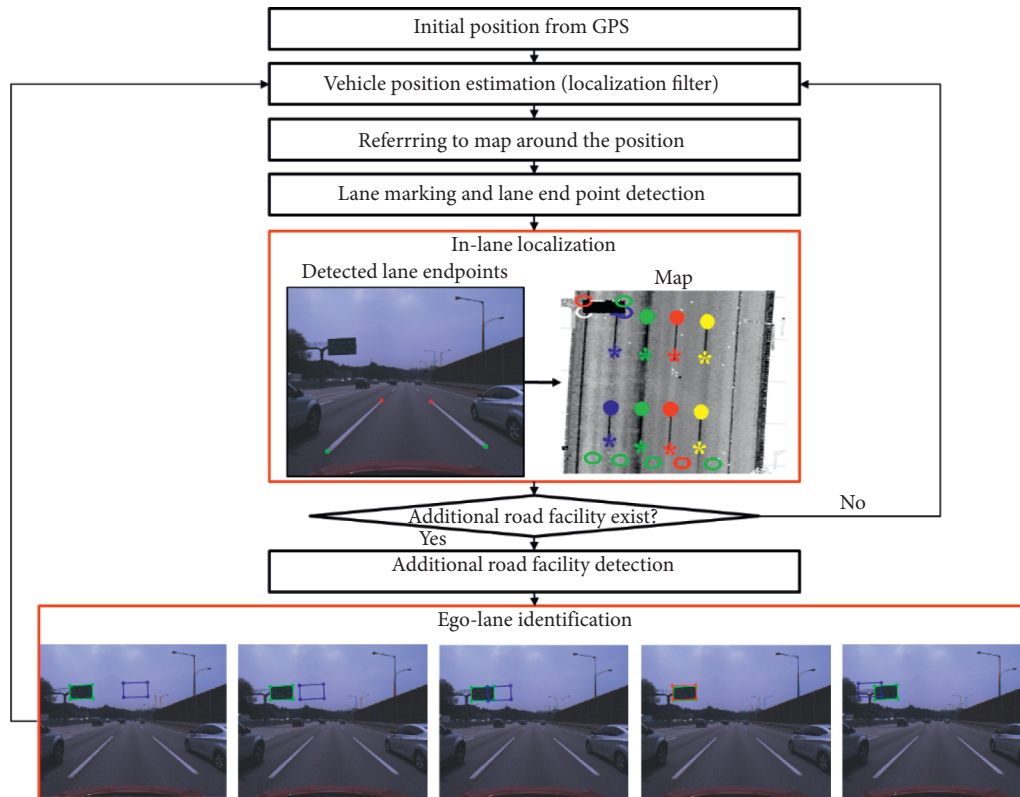 Initial position from GPS
Vehicle position estimation (localization filter)
Referrring to map around the position
Lane marking and lane end point detection
In-lane localization
Detected lane endpoints
Map
Additional road facility exist?
No
Yes
Additional road facility detection
Ego-lane identification